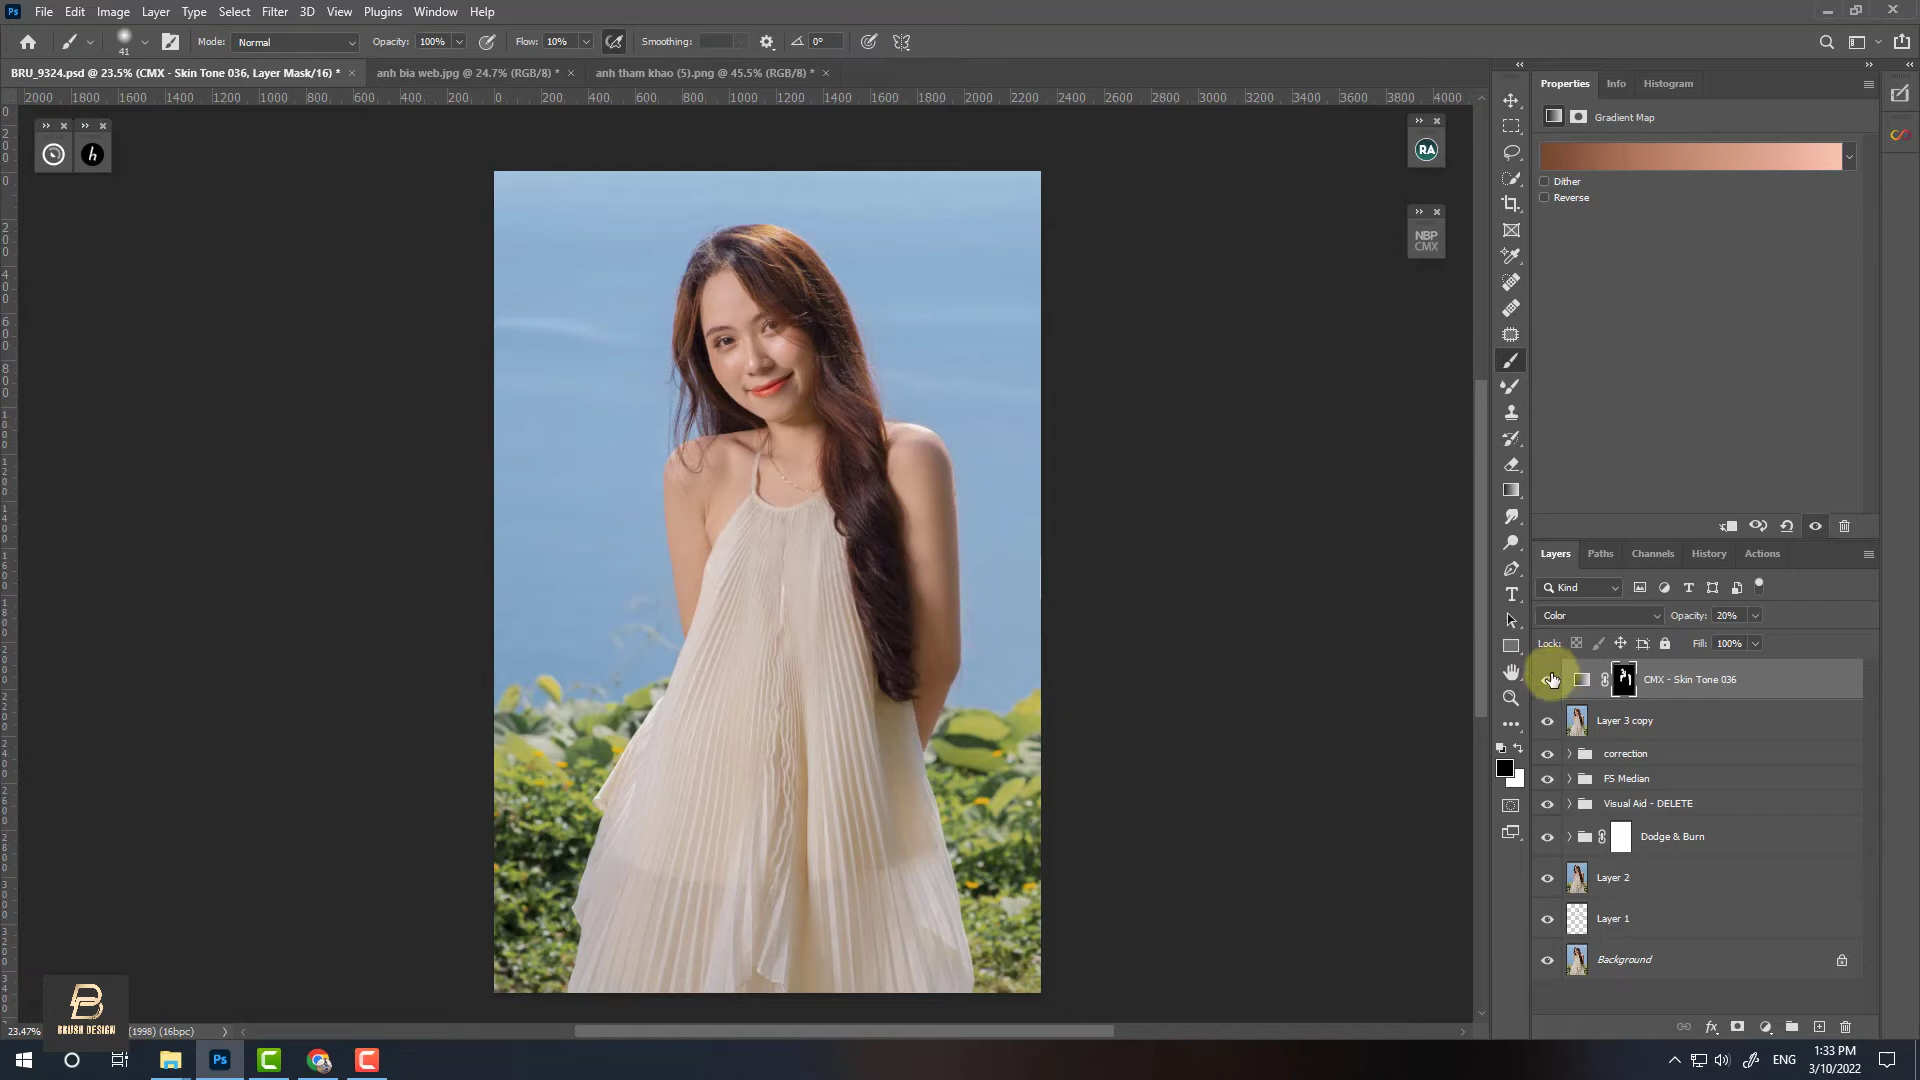 Ps File Edit Image Layer Type Select Filter 3D View Plugins Window Help
41 Mode: Normal Opacity: 100% Flow: 10% Smoothing: 0°
BRU_9324.psd @ 23.5% (CMX - Skin Tone 036, Layer Mask/16) * × anh bia web.jpg @ 24.7% (RGB/8) * × anh tham khao (5).png @ 45.5% (RGB/8) * ×
2000 1800 1600 1400 1200 1000 800 600 400 200 0 200 400 600 800 1000 1200 1400 1600 1800 2000 2200 2400 2600 2800 3000 3200 3400 3600 3800 4000
h
RA
NBP
CMX
Properties Info Histogram
Gradient Map
Dither
Reverse
Layers Paths Channels History Actions
Kind
Color Opacity: 20%
Lock: Fill: 100%
CMX - Skin Tone 036
Layer 3 copy
correction
FS Median
Visual Aid - DELETE
Dodge & Burn
Layer 2
Layer 1
Background
fx
B
BRUSH DESIGN
23.47% (1998) (16bpc)
Ps ENG 1:33 PM
3/10/2022